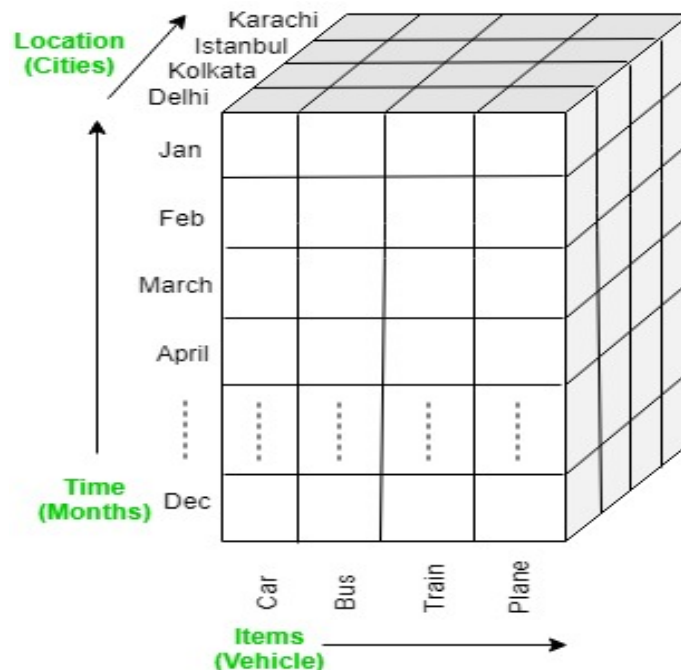 Karachi
Location
(Cities)
Istanbul
Kolkata
Delhi
Jan
Feb
March
April
Time
(Months)
Dec
Car
Bus
Train
Plane
Items
(Vehicle)